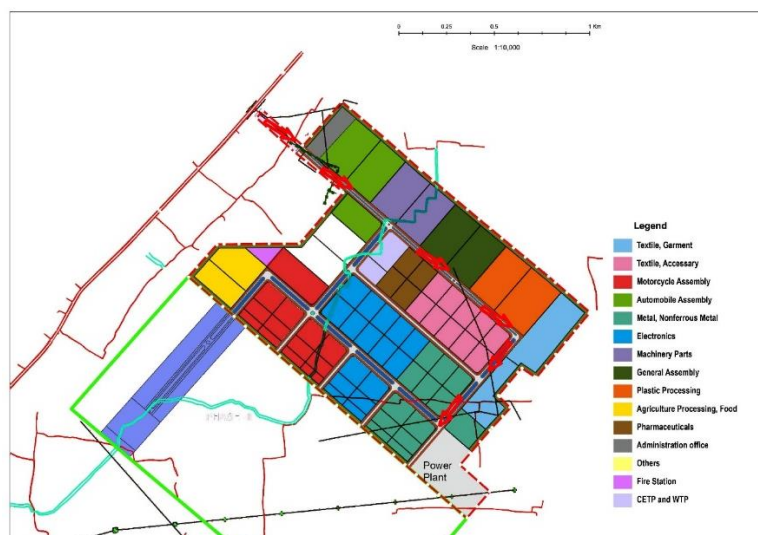 0 0.25 0.5 1 Km
Scale 1:10,000
Legend
Textile, Garment
Textile, Accessary
Motorcycle Assembly
Automobile Assembly
Metal, Nonferrous Metal
Electronics
Machinery Parts
General Assembly
Plastic Processing
Agriculture Processing, Food
Pharmaceuticals
Administration office
Others
Fire Station
CETP and WTP
Power
Plant